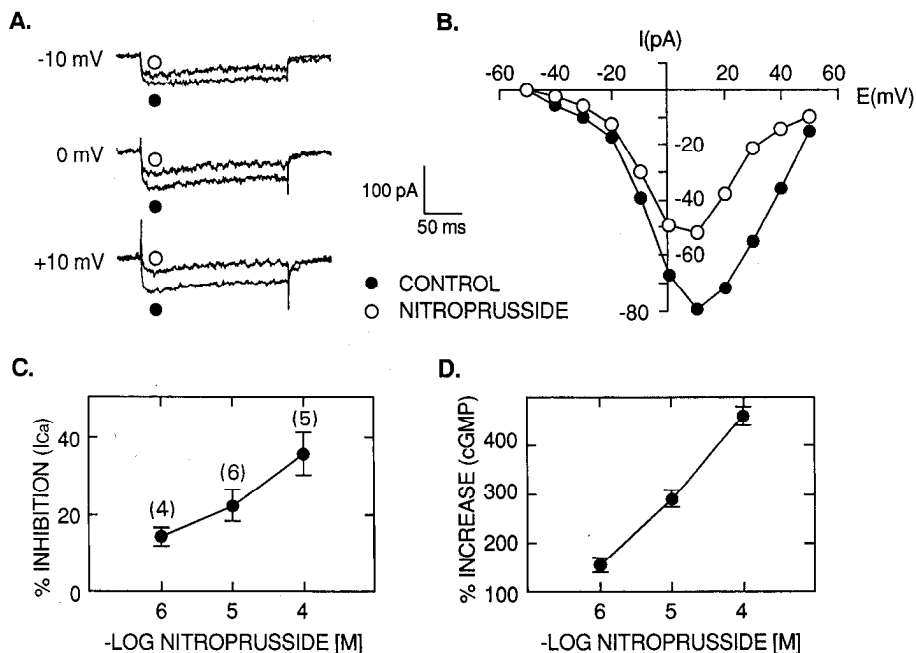 A.
-10 mV
0 mV
+10 mV
100 pA
50 ms
CONTROL
NITROPRUSSIDE
B.
I(pA)
-60 -40 -20 20 40 60
E(mV)
-20
-40
-60
-80
C.
% INHIBITION (ICa)
40
20
0
(4)
(6)
(5)
6 5 4
-LOG NITROPRUSSIDE [M]
D.
% INCREASE (cGMP)
400
300
200
100
6 5 4
-LOG NITROPRUSSIDE [M]